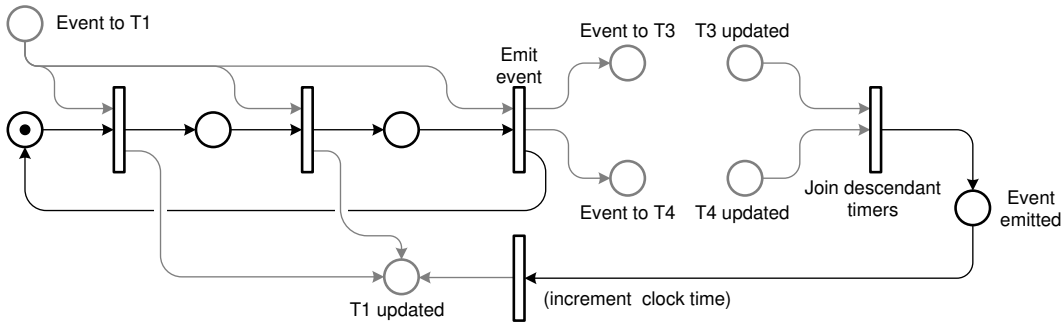 Event to T1
Emit
event
Event to T3
T3 updated
Event to T4
T4 updated
Join descendant
timers
Event
emitted
T1 updated
(increment clock time)